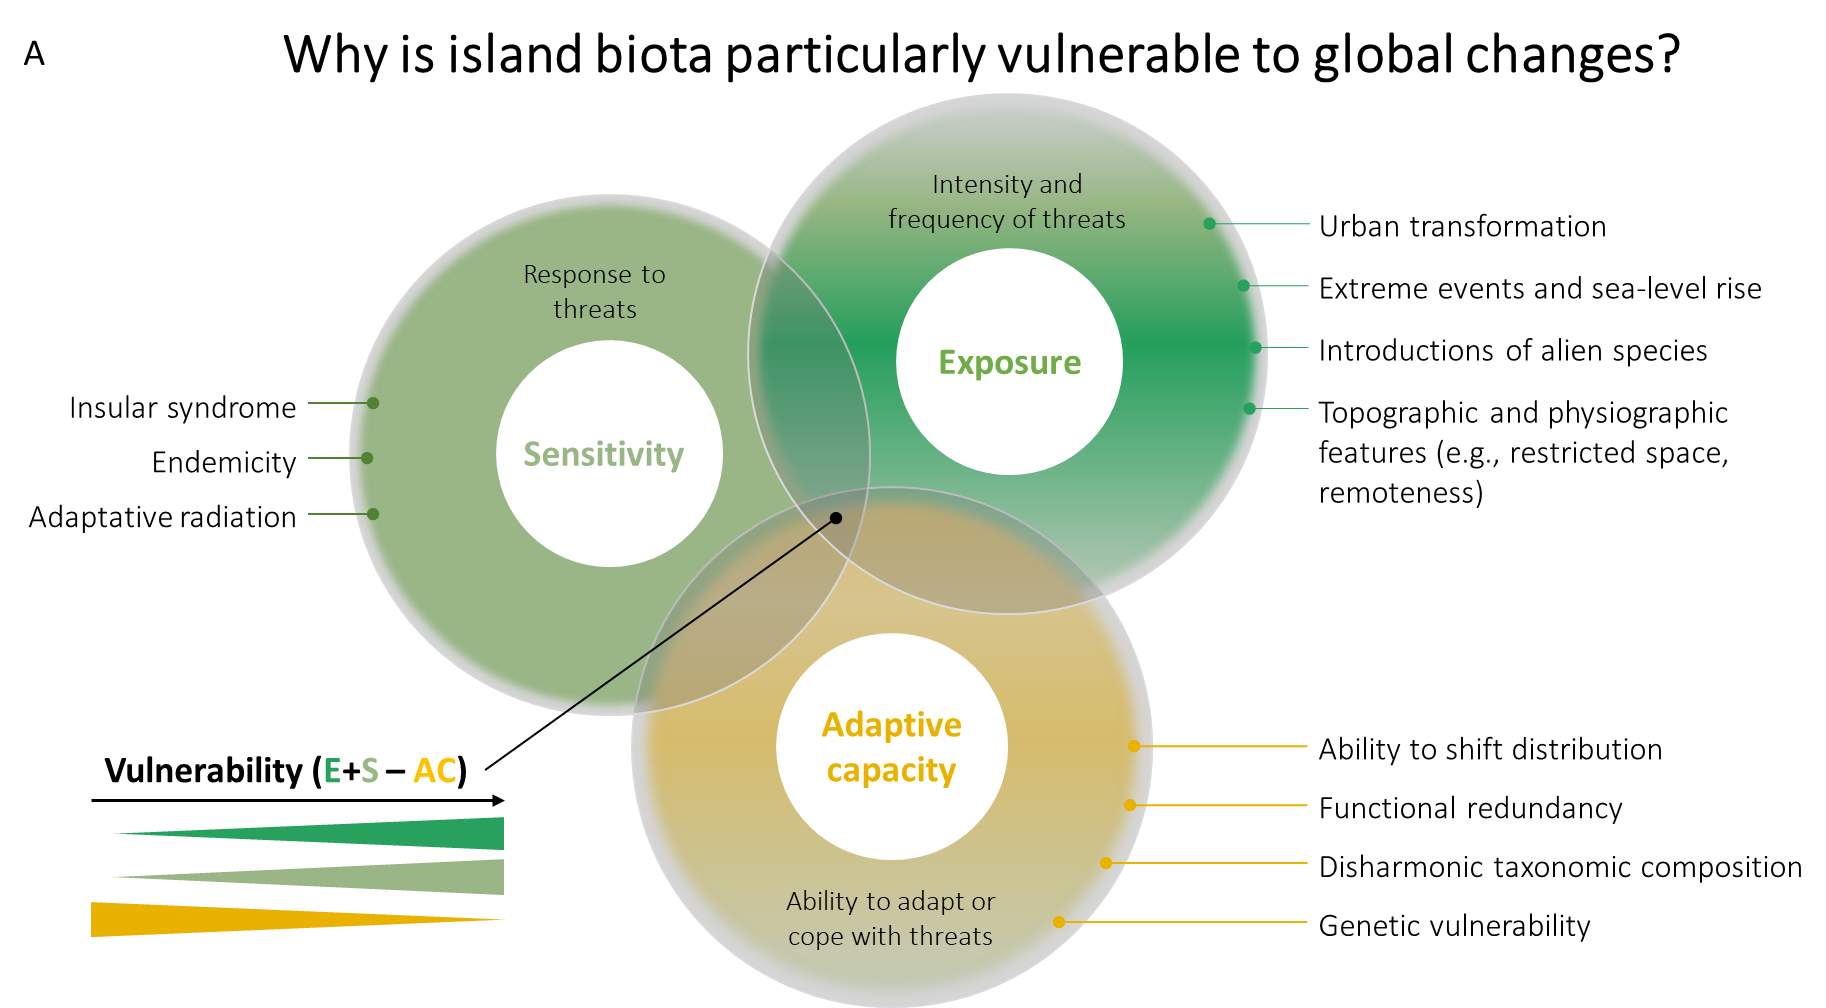 A
Why is island biota particularly vulnerable to global changes?
Intensity and
frequency of threats
Exposure
Urban transformation
Extreme events and sea-level rise
Introductions of alien species
Topographic and physiographic
features (e.g., restricted space,
remoteness)
Response to
threats
Sensitivity
Insular syndrome
Endemicity
Adaptative radiation
Vulnerability (E+S – AC)
Adaptive
capacity
Ability to adapt or
cope with threats
Ability to shift distribution
Functional redundancy
Disharmonic taxonomic composition
Genetic vulnerability